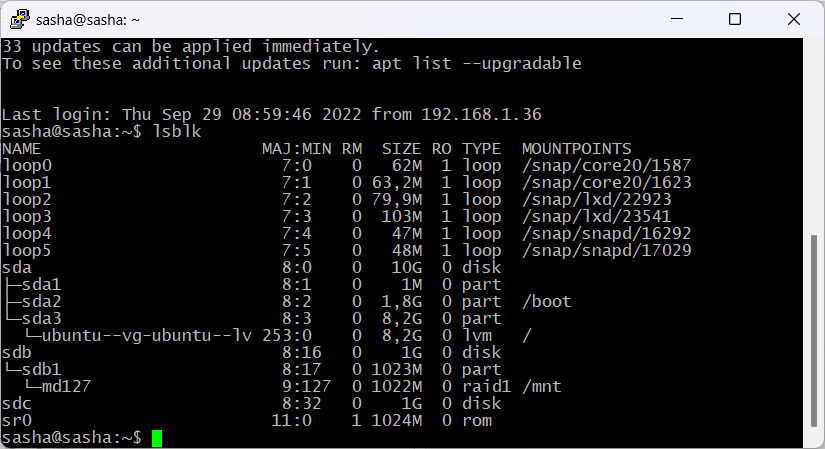 sasha@sasha: ~
33 updates can be applied immediately.
To see these additional updates run: apt list --upgradable
Last login: Thu Sep 29 08:59:46 2022 from 192.168.1.36
sasha@sasha:~$ lsblk
NAME                      MAJ:MIN RM  SIZE RO TYPE  MOUNTPOINTS
loop0                       7:0    0   62M  1 loop  /snap/core20/1587
loop1                       7:1    0 63,2M  1 loop  /snap/core20/1623
loop2                       7:2    0 79,9M  1 loop  /snap/lxd/22923
loop3                       7:3    0  103M  1 loop  /snap/lxd/23541
loop4                       7:4    0   47M  1 loop  /snap/snapd/16292
loop5                       7:5    0   48M  1 loop  /snap/snapd/17029
sda                         8:0    0   10G  0 disk
├─sda1                      8:1    0    1M  0 part
├─sda2                      8:2    0  1,8G  0 part  /boot
└─sda3                      8:3    0  8,2G  0 part
  └─ubuntu--vg-ubuntu--lv 253:0    0  8,2G  0 lvm   /
sdb                         8:16   0    1G  0 disk
└─sdb1                      8:17   0 1023M  0 part
  └─md127                   9:127  0 1022M  0 raid1 /mnt
sdc                         8:32   0    1G  0 disk
sr0                        11:0    1 1024M  0 rom
sasha@sasha:~$